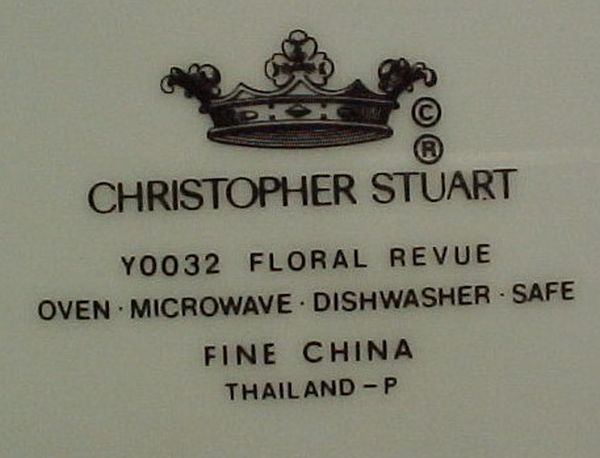 ©
®
CHRISTOPHER STUART
Y0032 FLORAL REVUE
OVEN · MICROWAVE · DISHWASHER · SAFE
FINE CHINA
THAILAND - P